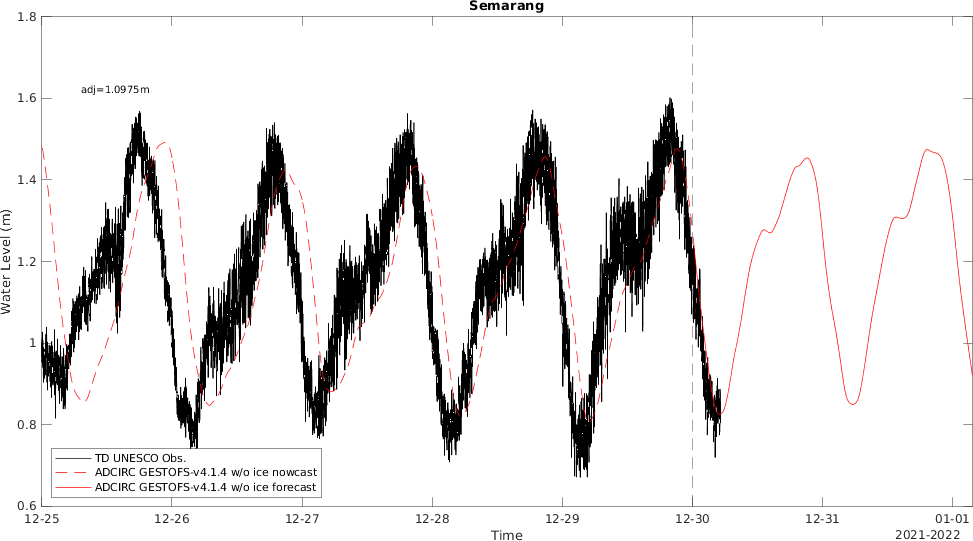 Semarang
1.8
1.6
1.4
1.2
1
0.8
0.6
Water Level (m)
adj=1.0975m
TD UNESCO Obs.
ADCIRC GESTOFS-v4.1.4 w/o ice nowcast
ADCIRC GESTOFS-v4.1.4 w/o ice forecast
12-25 12-26 12-27 12-28 12-29 12-30 12-31 01-01
Time
2021-2022